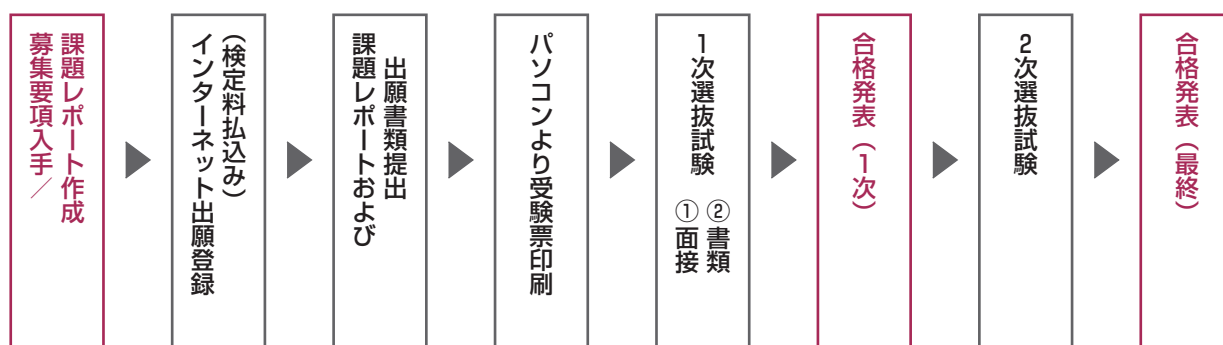 募集要項入手／
課題レポート作成
インターネット出願登録
（検定料払込み）
課題レポートおよび
出願書類提出
パソコンより受験票印刷
1次選抜試験
①面接
②書類
合格発表（1次）
2次選抜試験
合格発表（最終）